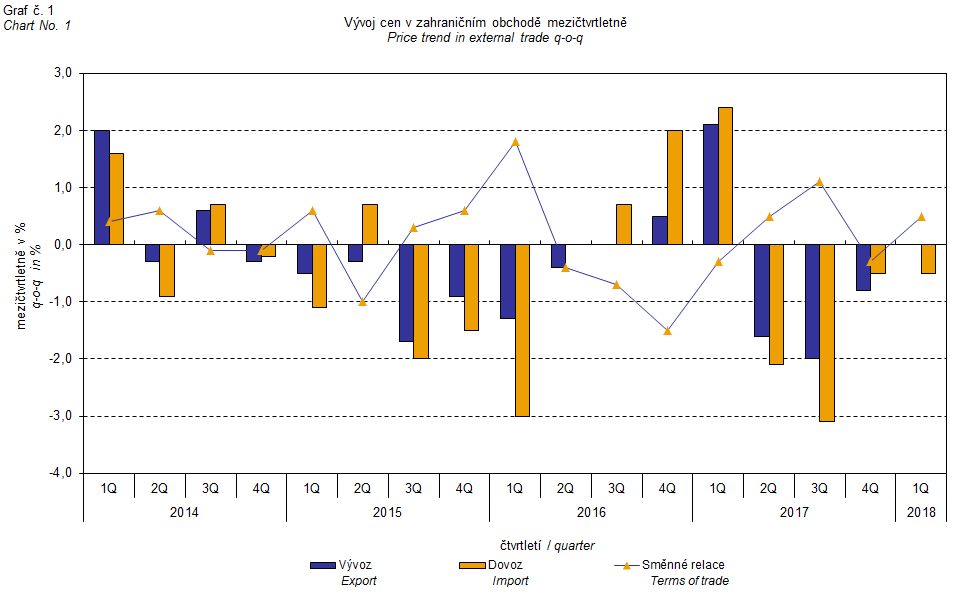 Graf č. 1
Chart No. 1
Vývoj cen v zahraničním obchodě mezičtvrtletně
Price trend in external trade q-o-q
mezičtvrtletně v %
q-o-q in %
3,0
2,0
1,0
0,0
-1,0
-2,0
-3,0
-4,0
1Q 2Q 3Q 4Q 1Q 2Q 3Q 4Q 1Q 2Q 3Q 4Q 1Q 2Q 3Q 4Q 1Q
2014 2015 2016 2017 2018
čtvrtletí / quarter
Vývoz Dovoz Směnné relace
Export Import Terms of trade